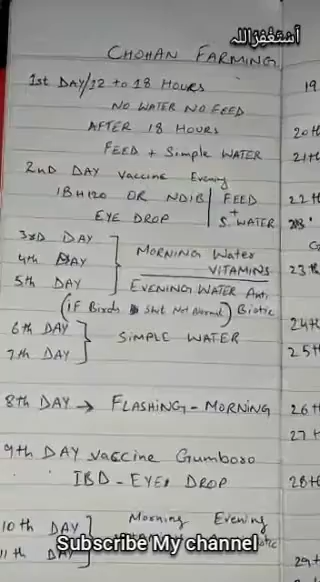 أستغفر الله
CHOHAN FARMING
1st DAY/12 to 18 HOURS
NO WATER NO FEED
AFTER 18 HOURS
FEED + Simple WATER
2nd DAY Vaccine Evening
IBH120 OR NDIB | FEED
+
EYE DROP | S WATER
3rd DAY
4th DAY
5th DAY
MORNING Water
VITAMINS
EVENING WATER Anti
Biotic
(IF Birds Not Normal)
6th DAY
7th DAY
SIMPLE WATER
8th DAY → FLASHING - MORNING
9th DAY vaccine Gumboro
IBD - EYE DROP
10th DAY
11th DAY
Morning Evening
Subscribe My channel
19
20th
21th
22th
23th
24th
25th
26th
27th
28th
29th